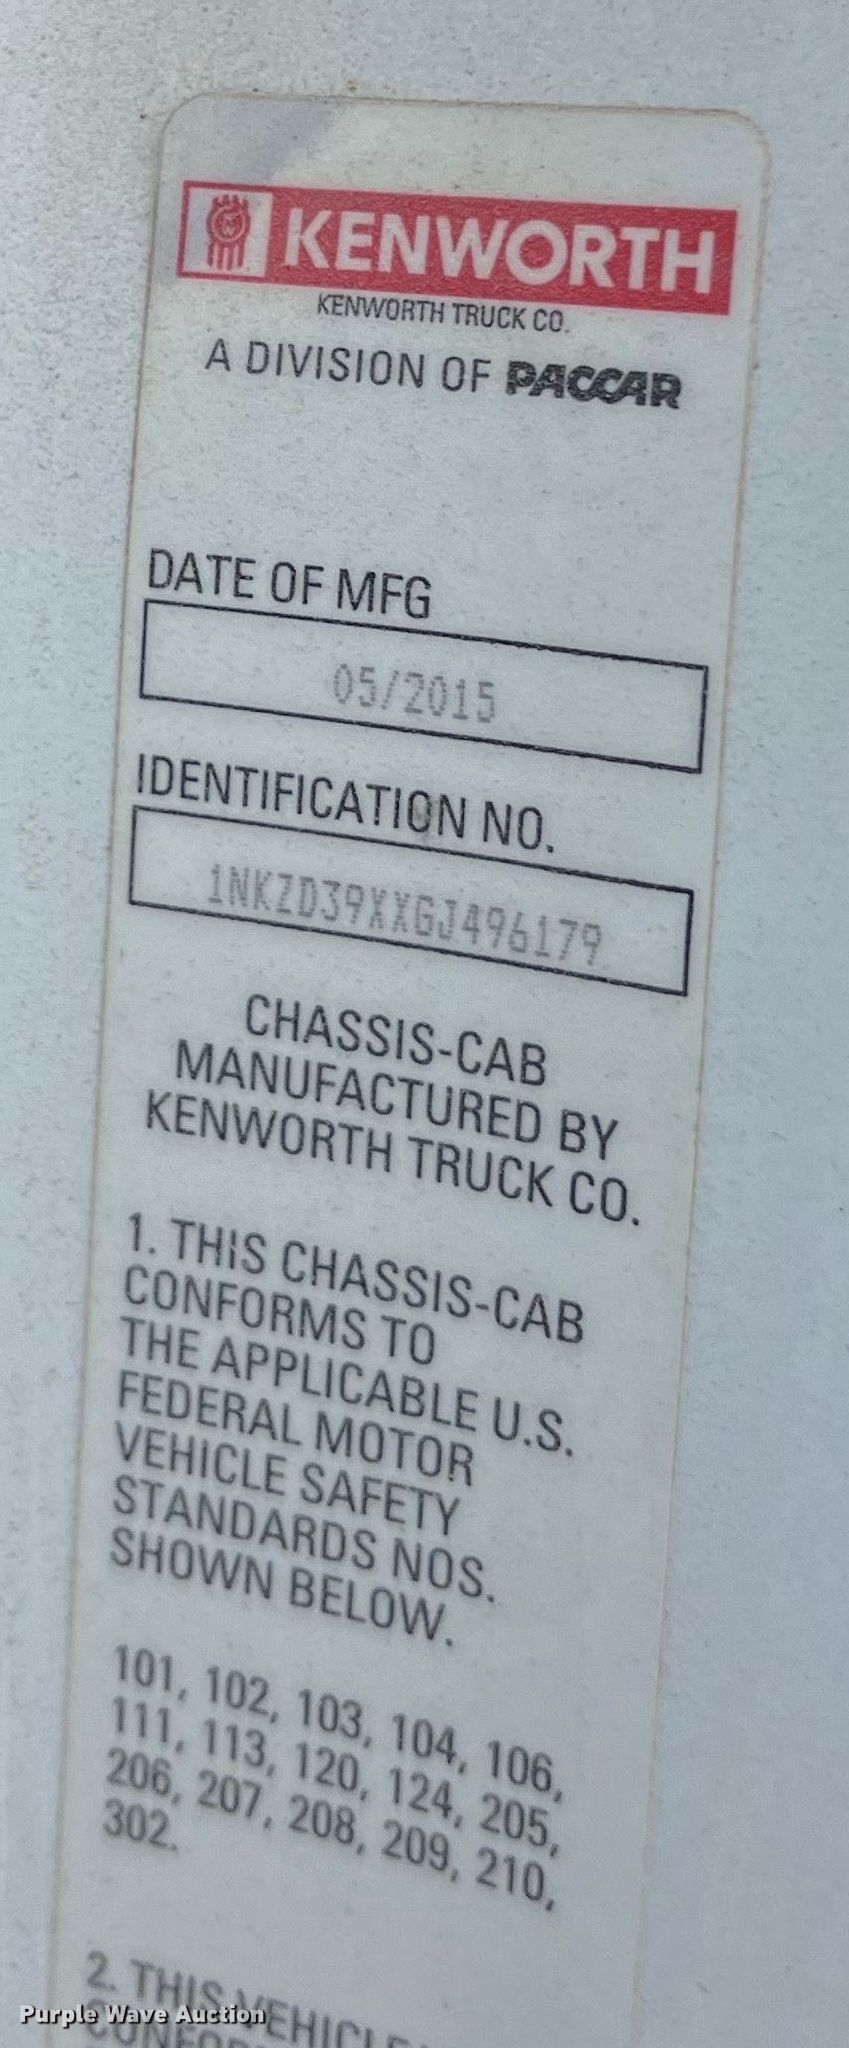 KENWORTH
KENWORTH TRUCK CO.
A DIVISION OF PACCAR
DATE OF MFG
05/2015
IDENTIFICATION NO.
1NKZD39XXGJ496179
CHASSIS-CAB
MANUFACTURED BY
KENWORTH TRUCK CO.
1. THIS CHASSIS-CAB
CONFORMS TO
THE APPLICABLE U.S.
FEDERAL MOTOR
VEHICLE SAFETY
STANDARDS NOS.
SHOWN BELOW.
101, 102, 103, 104, 106,
111, 113, 120, 124, 205,
206, 207, 208, 209, 210,
302.
2. THIS VEHICLE
Purple Wave Auction